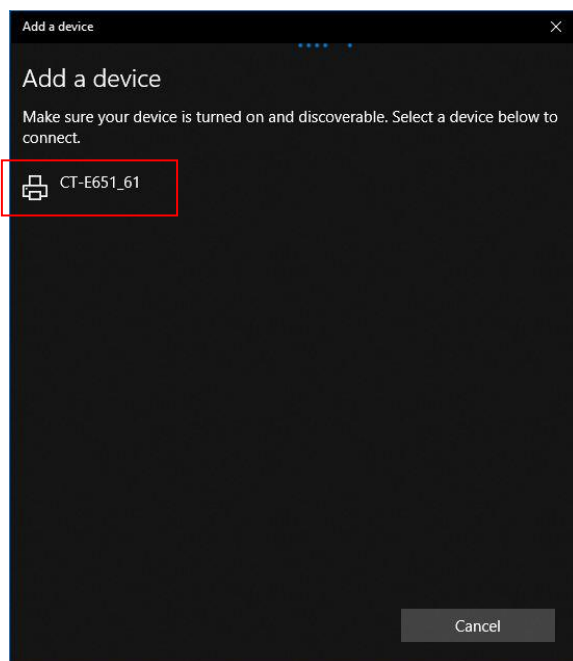 Add a device
Add a device
Make sure your device is turned on and discoverable. Select a device below to
connect.
CT-E651_61
Cancel